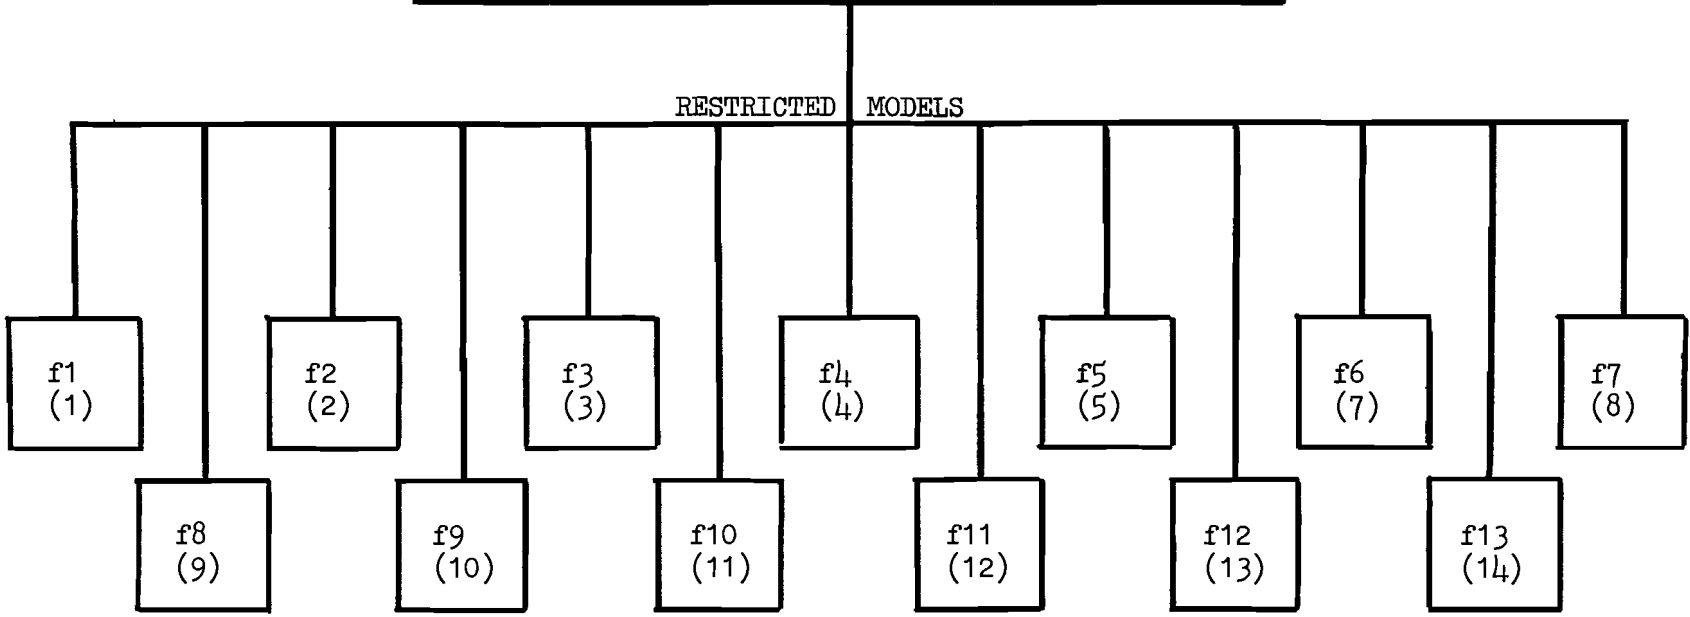 RESTRICTED MODELS
f1
(1)
f2
(2)
f3
(3)
f4
(4)
f5
(5)
f6
(7)
f7
(8)
f8
(9)
f9
(10)
f10
(11)
f11
(12)
f12
(13)
f13
(14)